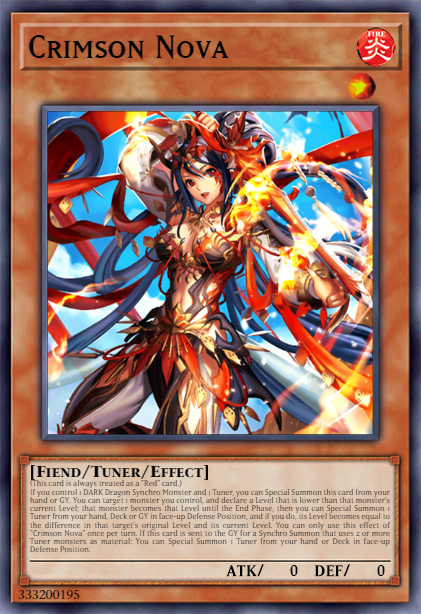 Crimson Nova
FIRE
炎
[Fiend/Tuner/Effect]
(This card is always treated as a "Red" card.)
If you control 1 DARK Dragon Synchro Monster and 1 Tuner, you can Special Summon this card from your
hand or GY. You can target 1 monster you control, and declare a Level that is lower than that monster's
current Level; that monster becomes that Level until the End Phase, then you can Special Summon 1
Tuner from your hand, Deck or GY in face-up Defense Position, and if you do, its Level becomes equal to
the difference in that target's original Level and its current Level. You can only use this effect of
"Crimson Nova" once per turn. If this card is sent to the GY for a Synchro Summon that uses 2 or more
Tuner monsters as material: You can Special Summon 1 Tuner from your hand or Deck in face-up
Defense Position.
ATK/ 0 DEF/ 0
333200195